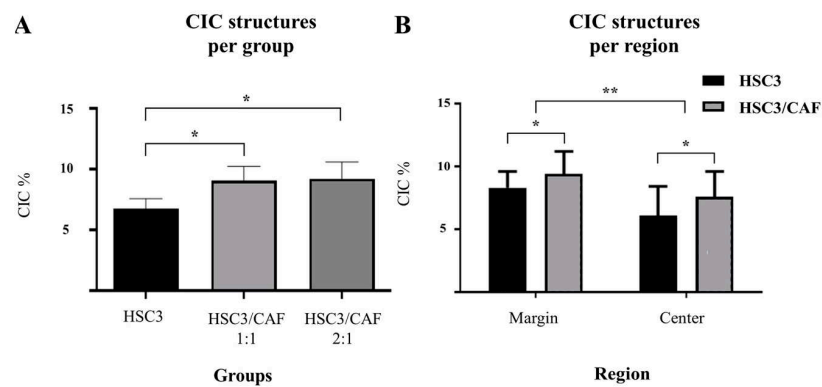 A
CIC structures
per group
*
*
15
10
5
CIC %
HSC3
HSC3/CAF
1:1
HSC3/CAF
2:1
Groups
B
CIC structures
per region
HSC3
HSC3/CAF
**
*
*
15
10
5
CIC %
Margin
Center
Region